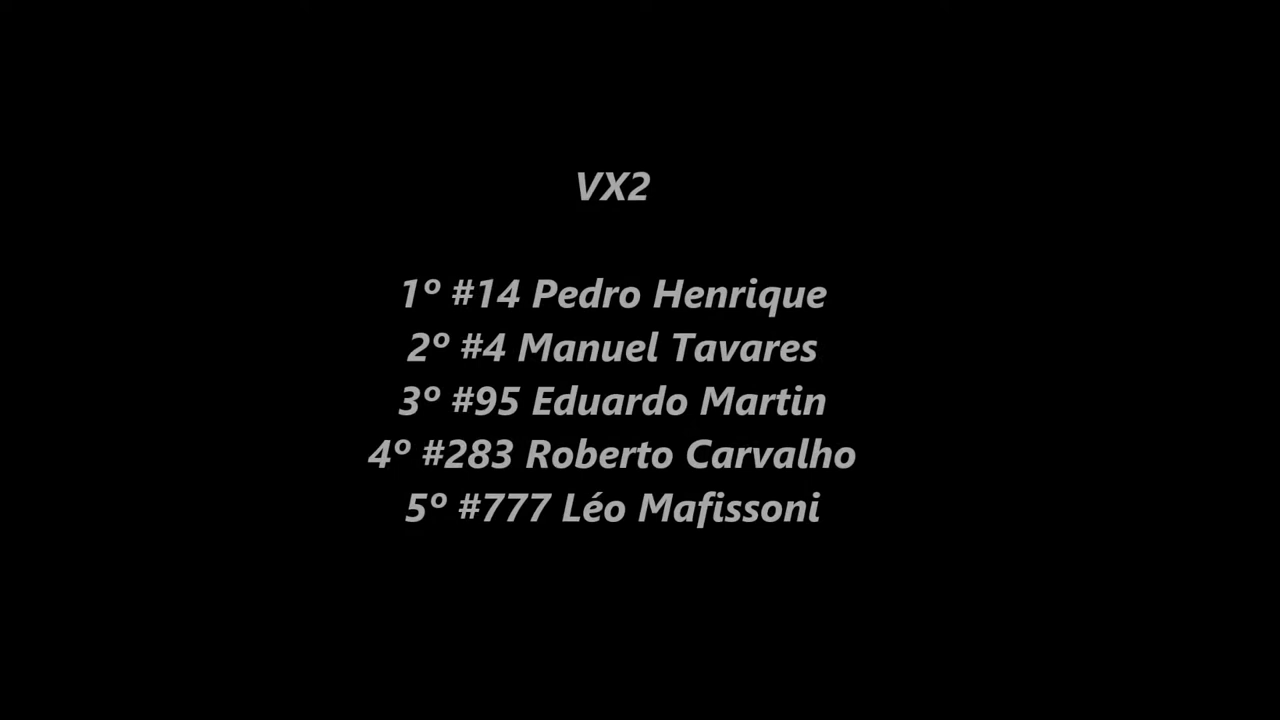 VX2
1º #14 Pedro Henrique
2º #4 Manuel Tavares
3º #95 Eduardo Martin
4º #283 Roberto Carvalho
5º #777 Léo Mafissoni